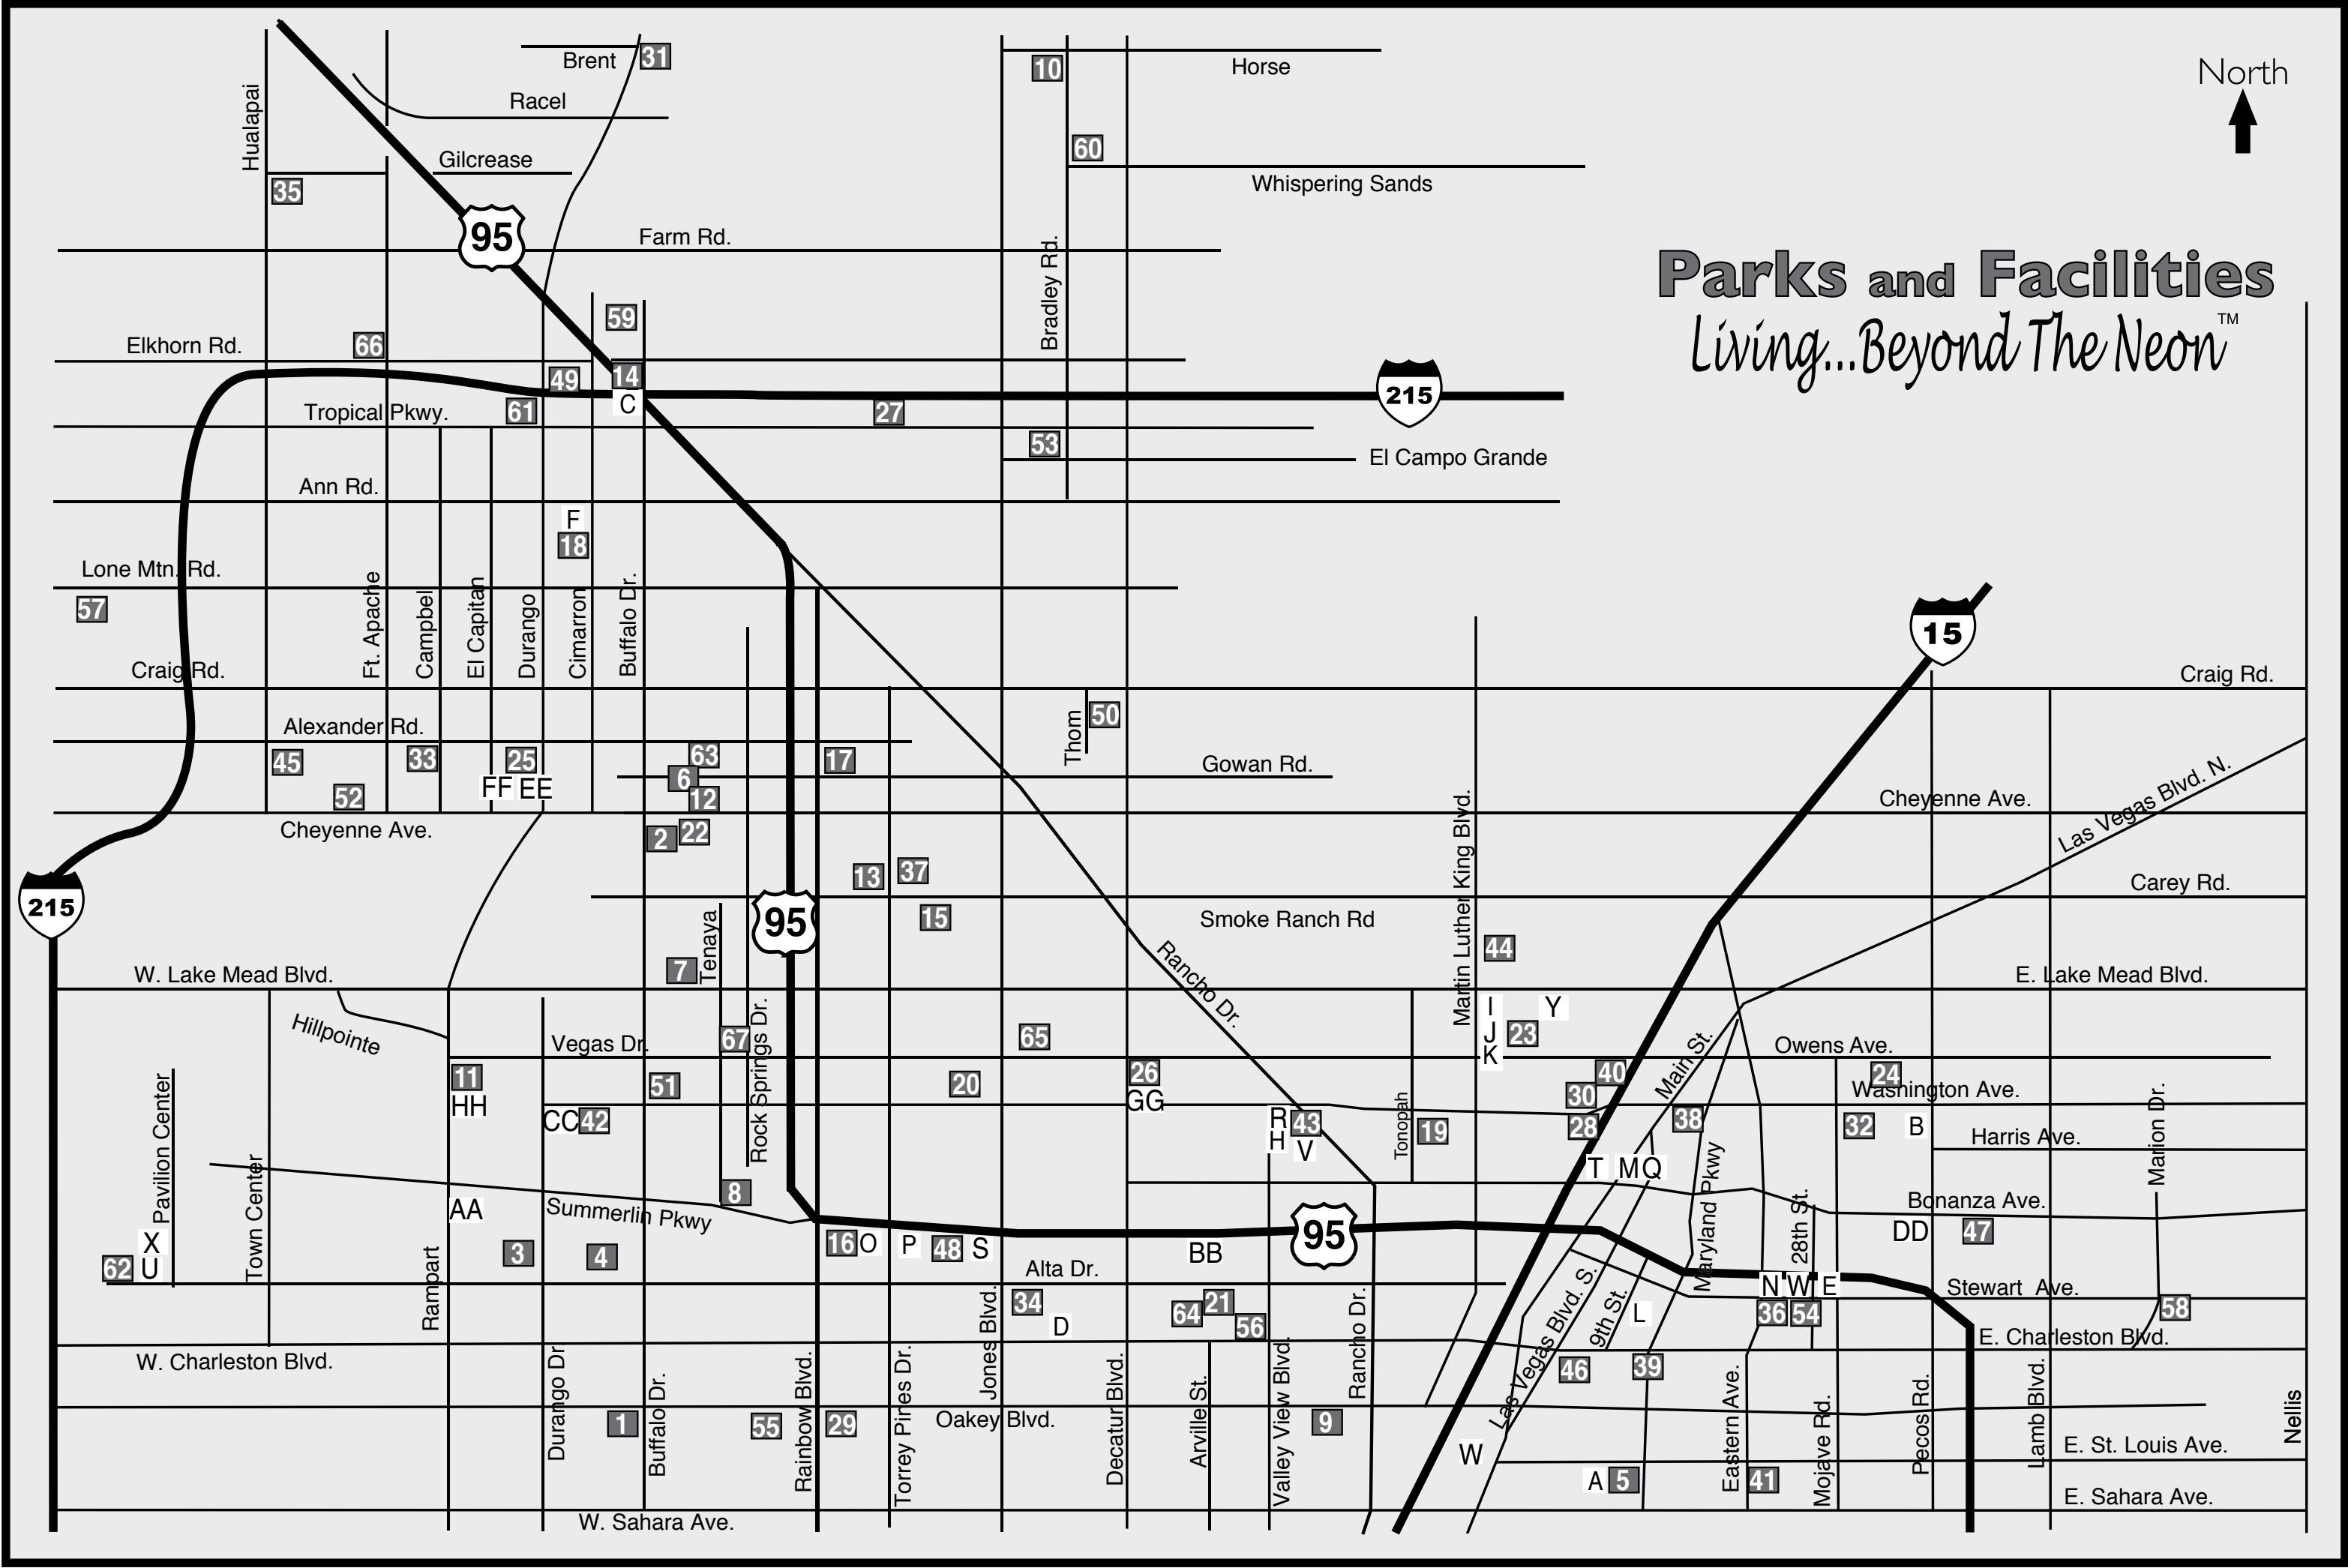 Brent
31
10
Horse
North
Racel
Hualapai
Gilcrease
60
35
Whispering Sands
95
Farm Rd.
Bradley Rd.
Parks and Facilities
59
Living...Beyond The Neon™
Elkhorn Rd.
66
49
14
C
215
Tropical Pkwy.
61
27
53
El Campo Grande
Ann Rd.
F
18
Lone Mtn. Rd.
57
Ft. Apache
Campbel
El Capitan
Durango
Cimarron
Buffalo Dr.
15
Craig Rd.
Craig Rd.
Alexander Rd.
Thom
50
45
33
25
63
17
Gowan Rd.
6
FF
EE
52
12
Cheyenne Ave.
Las Vegas Blvd. N.
Cheyenne Ave.
2
22
Martin Luther King Blvd.
13
37
Carey Rd.
215
95
15
Smoke Ranch Rd
Tenaya
44
7
Rancho Dr.
W. Lake Mead Blvd.
E. Lake Mead Blvd.
I
Y
J
23
K
Hillpointe
Vegas Dr.
67
Rock Springs Dr.
65
Main St.
Owens Ave.
11
HH
51
20
26
GG
40
30
24
Washington Ave.
Pavilion Center
CC
42
R
43
H
V
Tonopah
19
28
38
32
B
Harris Ave.
Marion Dr.
Town Center
T
M
Q
Maryland Pkwy
8
AA
Summerlin Pkwy
28th St.
Bonanza Ave.
X
62
U
3
4
16
O
P
48
S
BB
95
DD
47
Rampart
Alta Dr.
N
W
E
Stewart Ave.
34
D
64
21
56
Las Vegas Blvd. S.
9th St.
L
36
54
58
E. Charleston Blvd.
W. Charleston Blvd.
Durango Dr
Buffalo Dr.
Rainbow Blvd.
Torrey Pines Dr.
Jones Blvd.
Decatur Blvd.
Arville St.
Valley View Blvd.
Rancho Dr.
46
39
Eastern Ave.
Mojave Rd.
Pecos Rd.
Lamb Blvd.
Nellis
1
55
29
Oakey Blvd.
9
W
E. St. Louis Ave.
A
5
41
E. Sahara Ave.
W. Sahara Ave.